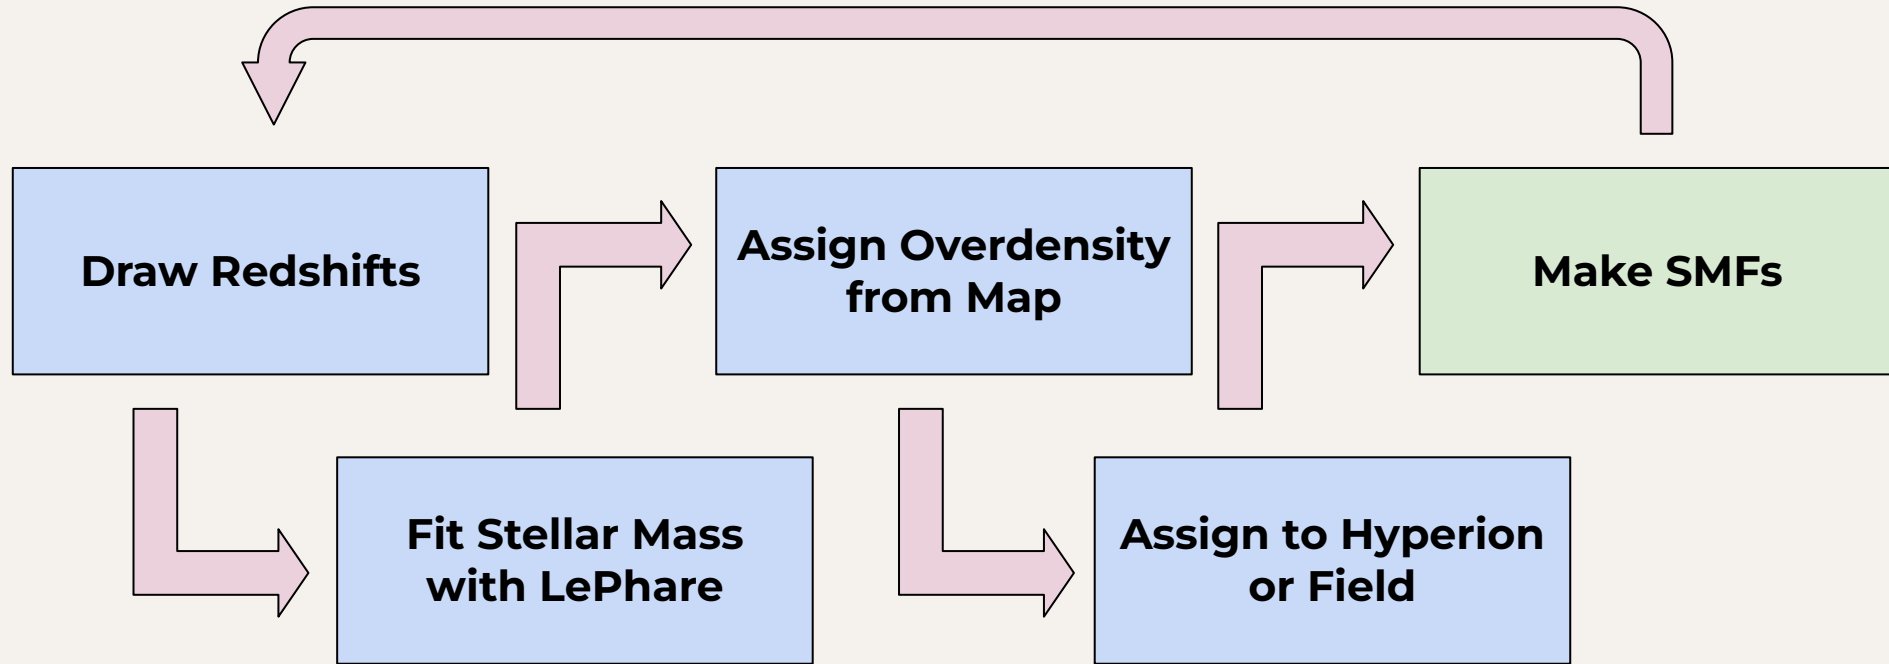 Draw Redshifts
Fit Stellar Mass
with LePhare
Assign Overdensity
from Map
Assign to Hyperion
or Field
Make SMFs